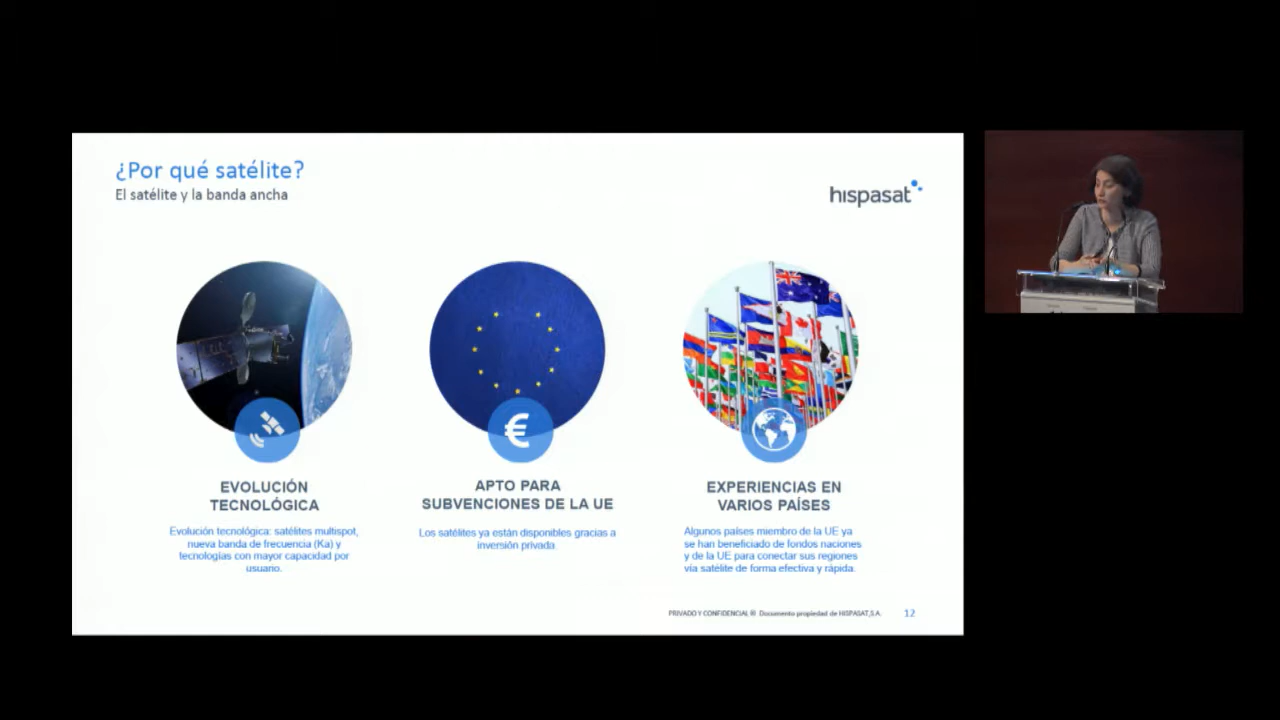 ¿Por qué satélite?
El satélite y la banda ancha
hispasat
EVOLUCIÓN
TECNOLÓGICA
Evolución tecnológica: satélites multispot,
nueva banda de frecuencia (Ka) y
tecnologías con mayor capacidad por
usuario.
€
APTO PARA
SUBVENCIONES DE LA UE
Los satélites ya están disponibles gracias a
inversión privada.
EXPERIENCIAS EN
VARIOS PAÍSES
Algunos países miembro de la UE ya
se han beneficiado de fondos naciones
y de la UE para conectar sus regiones
vía satélite de forma efectiva y rápida.
PRIVADO Y CONFIDENCIAL © Documento propiedad de HISPASAT,S.A.
12